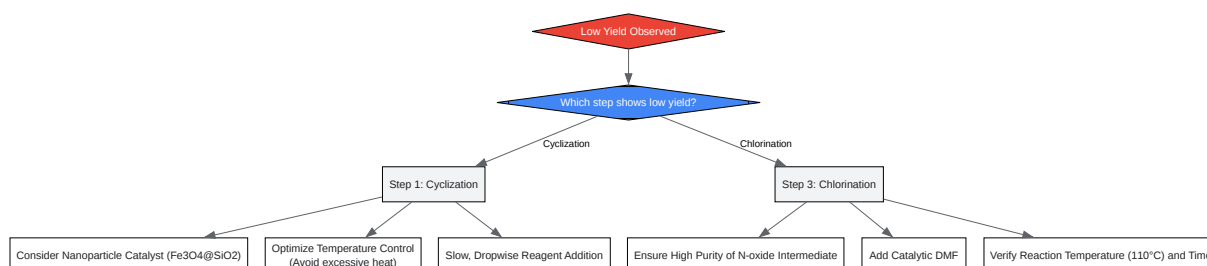 Low Yield Observed
Which step shows low yield?
Cyclization
Chlorination
Step 1: Cyclization
Step 3: Chlorination
Consider Nanoparticle Catalyst (Fe3O4@SiO2)
Optimize Temperature Control
(Avoid excessive heat)
Slow, Dropwise Reagent Addition
Ensure High Purity of N-oxide Intermediate
Add Catalytic DMF
Verify Reaction Temperature (110°C) and Time